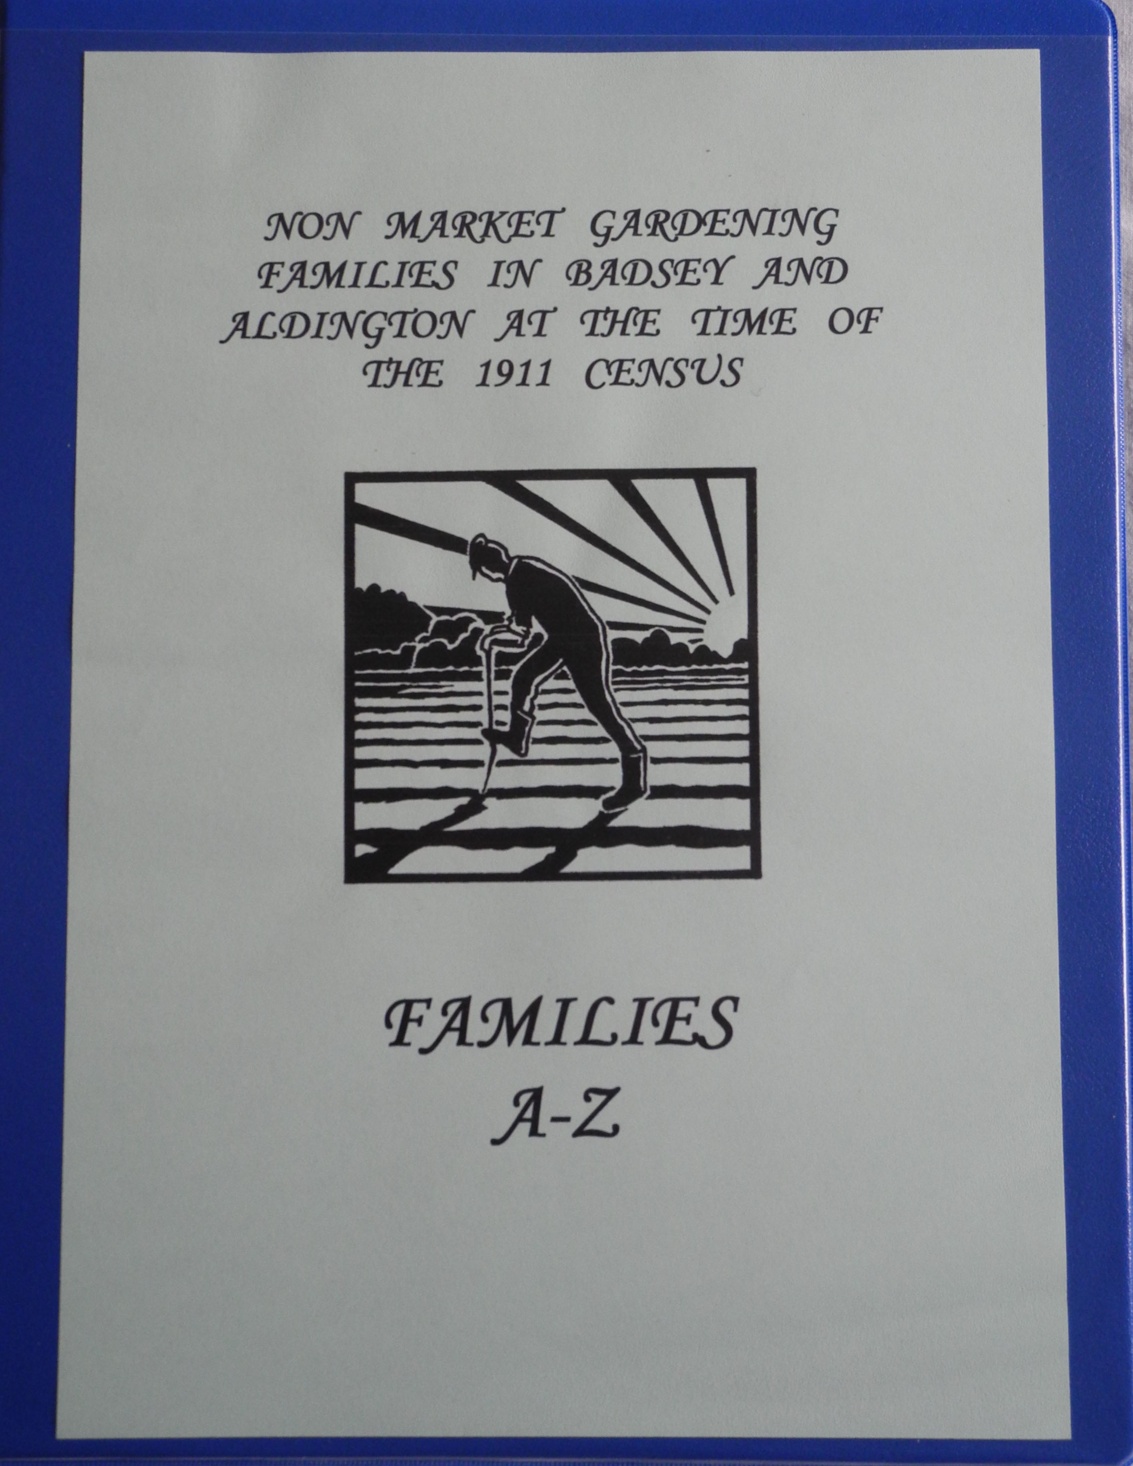 NON MARKET GARDENING
FAMILIES IN BADSEY AND
ALDINGTON AT THE TIME OF
THE 1911 CENSUS
FAMILIES
A-Z